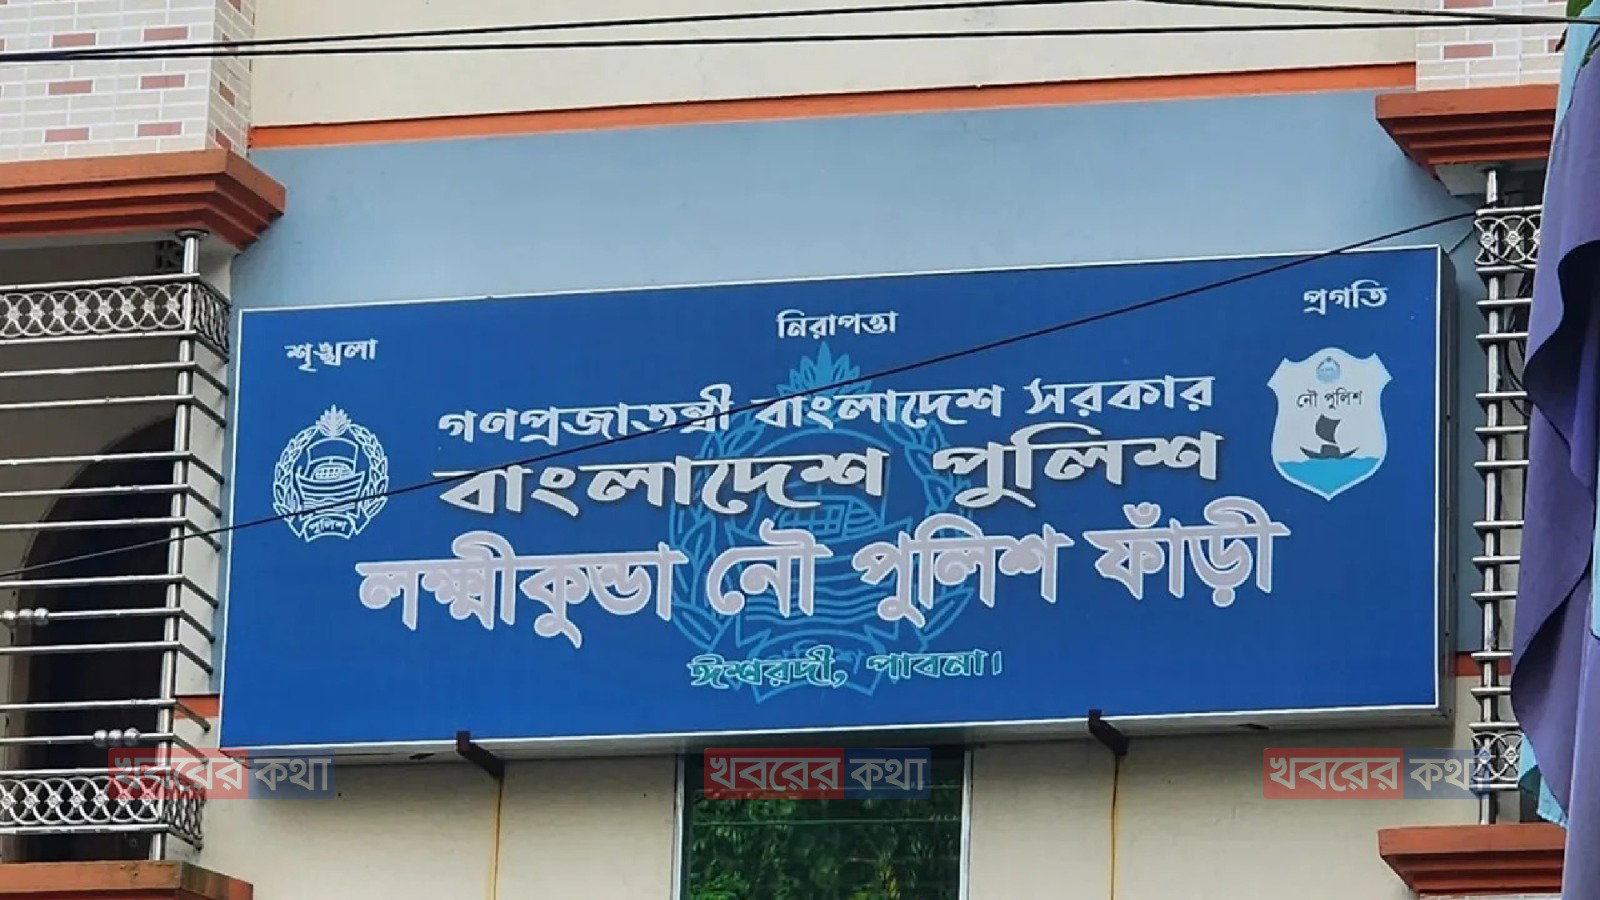 শৃঙ্খলা নিরাপত্তা প্রগতি
গণপ্রজাতন্ত্রী বাংলাদেশ সরকার
বাংলাদেশ পুলিশ
লক্ষ্মীকুন্ডা নৌ পুলিশ ফাঁড়ী
ঈশ্বরদী, পাবনা।
পুলিশ
নৌ পুলিশ
খবরের কথা
খবরের কথা
খবরের কথা